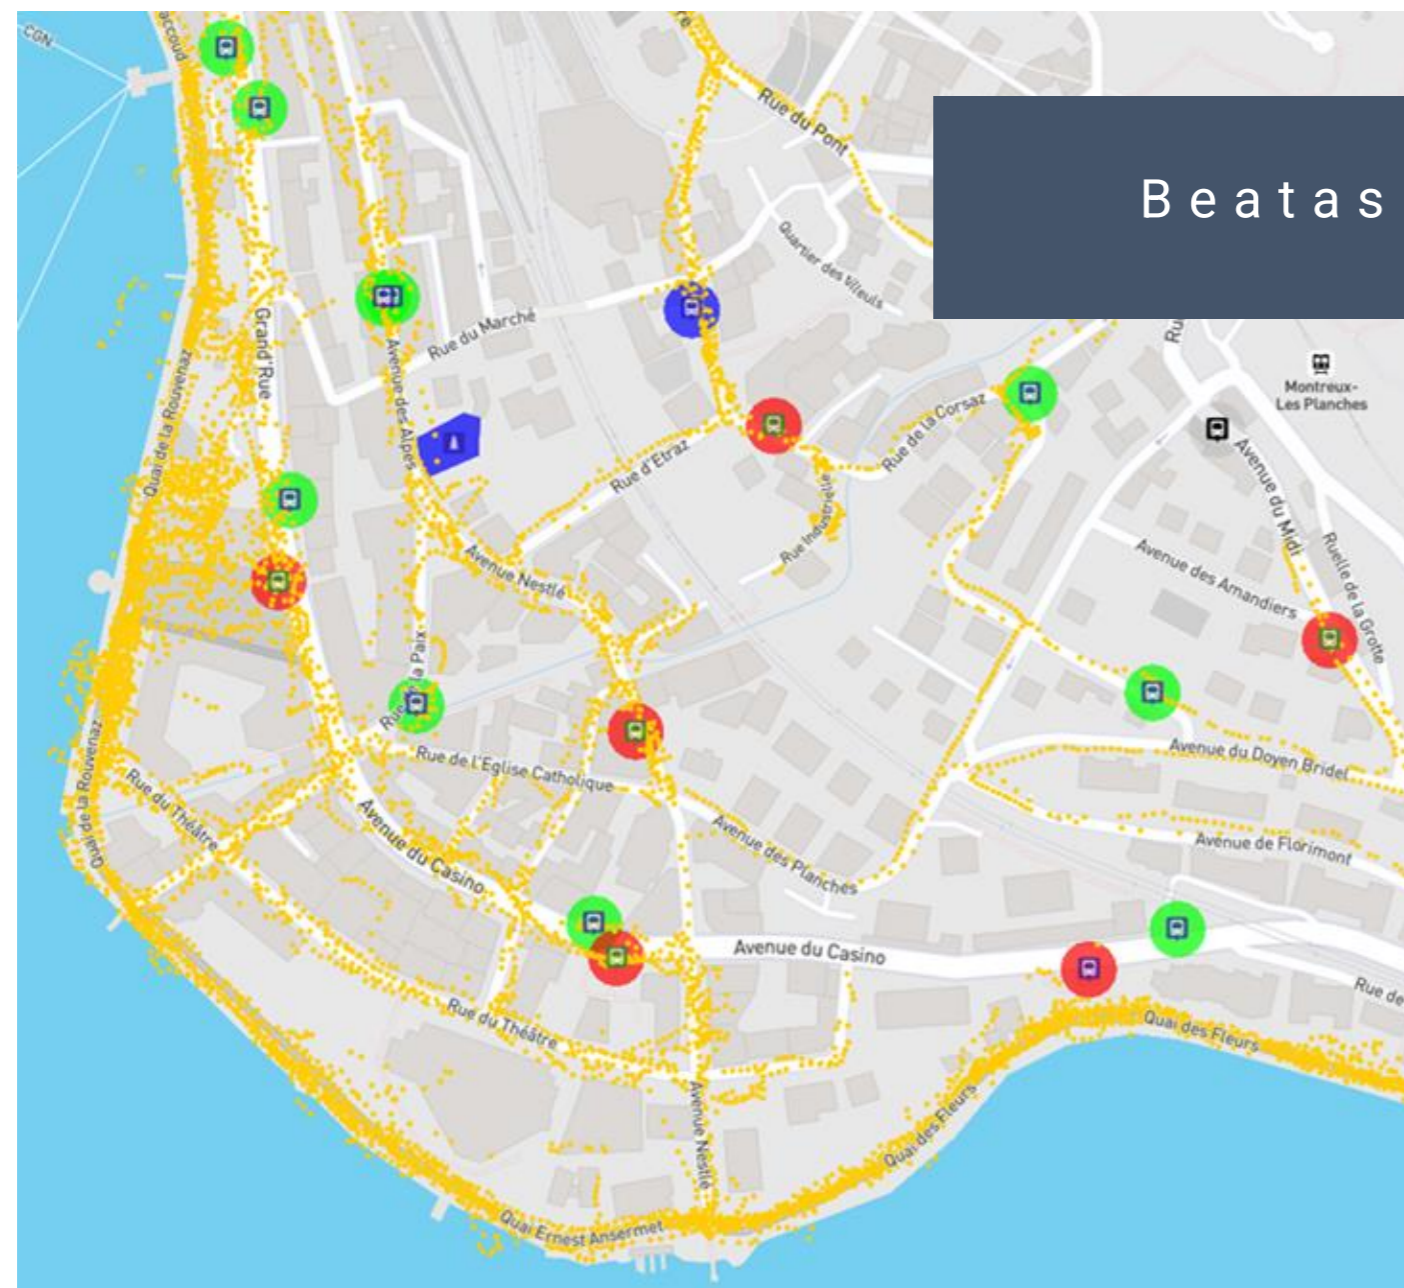 CGN
accoud
re
Rue du Pont
B e a t a s
Quartier des tilleuls
Rue du Marché
Grand'Rue
Avenue des Alpes
Quai de la Rouvenaz
Montreux-
Les Planches
Rue de la Corsaz
Rue d'Etraz
Avenue du Midi
Rue Industrielle
Avenue Nestlé
Avenue des Amandiers
Ruelle de la Grotte
la Paix
Rue
Rue de l'Eglise Catholique
Avenue du Doyen Bridel
Quai de la Rouvenaz
Rue du Théâtre
Avenue du Casino
Avenue des Planches
Avenue de Florimont
Avenue du Casino
Rue de
Rue du Théâtre
Quai des Fleurs
Avenue Nestlé
Quai des Fleurs
Quai Ernest Ansermet